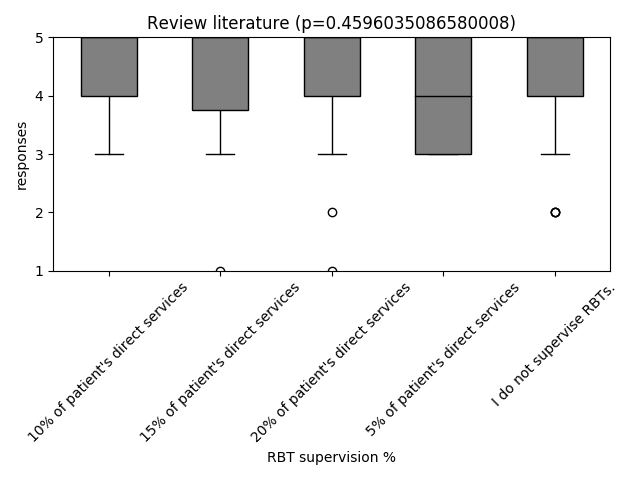 Review literature (p=0.4596035086580008)
responses
5
4
3
2
1
10% of patient's direct services
15% of patient's direct services
20% of patient's direct services
5% of patient's direct services
I do not supervise RBTs.
RBT supervision %